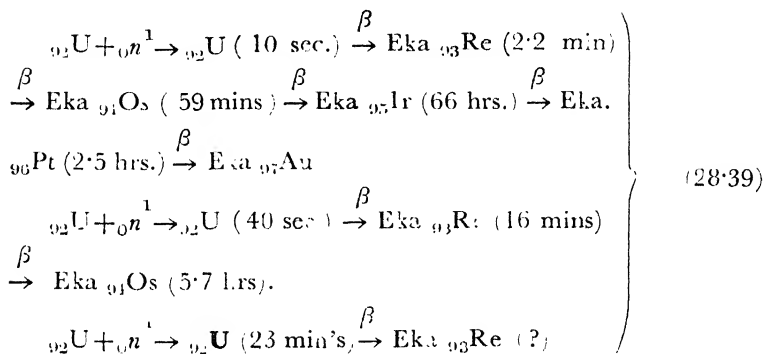 ₉₂U + ₀n¹ → ₉₂U ( 10 sec.) β→ Eka ₉₃Re (2·2 min)
β→ Eka ₉₄Os ( 59 mins ) β→ Eka ₉₅Ir (66 hrs.) β→ Eka.
₉₆Pt (2·5 hrs.) β→ Eka ₉₇Au
(28·39)
₉₂U + ₀n¹ → ₉₂U ( 40 sec ) β→ Eka ₉₃Re (16 mins)
β→ Eka ₉₄Os (5·7 hrs).
₉₂U + ₀n¹ → ₉₂U (23 min's) β→ Eka ₉₃Re (?)